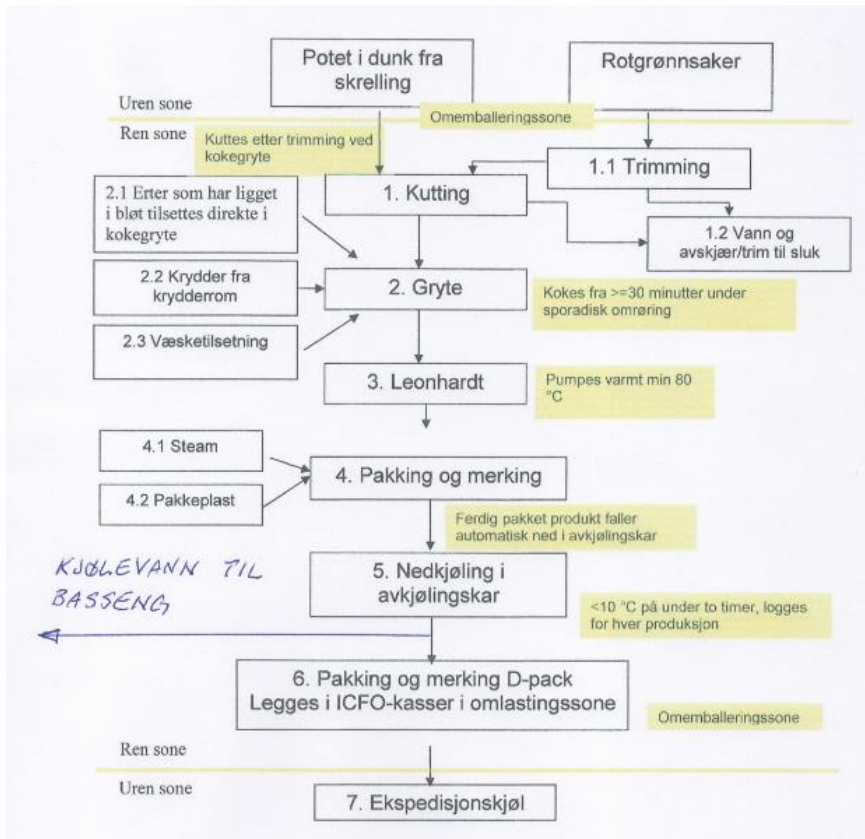 Potet i dunk fra
skrelling
Rotgrønnsaker
Uren sone
Omemballeringssone
Ren sone
Kuttes etter trimming ved
kokegryte
1.1 Trimming
2.1 Erter som har ligget
i bløt tilsettes direkte i
kokegryte
1. Kutting
1.2 Vann og
avskjær/trim til sluk
2.2 Krydder fra
krydderrom
2. Gryte
Kokes fra >=30 minutter under
sporadisk omrøring
2.3 Væsketilsetning
3. Leonhardt
Pumpes varmt min 80
°C
4.1 Steam
4. Pakking og merking
4.2 Pakkeplast
Ferdig pakket produkt faller
automatisk ned i avkjølingskar
KJØLEVANN TIL
BASSENG
5. Nedkjøling i
avkjølingskar
<10 °C på under to timer, logges
for hver produksjon
6. Pakking og merking D-pack
Legges i ICFO-kasser i omlastingssone
Omemballeringssone
Ren sone
Uren sone
7. Ekspedisjonskjøl